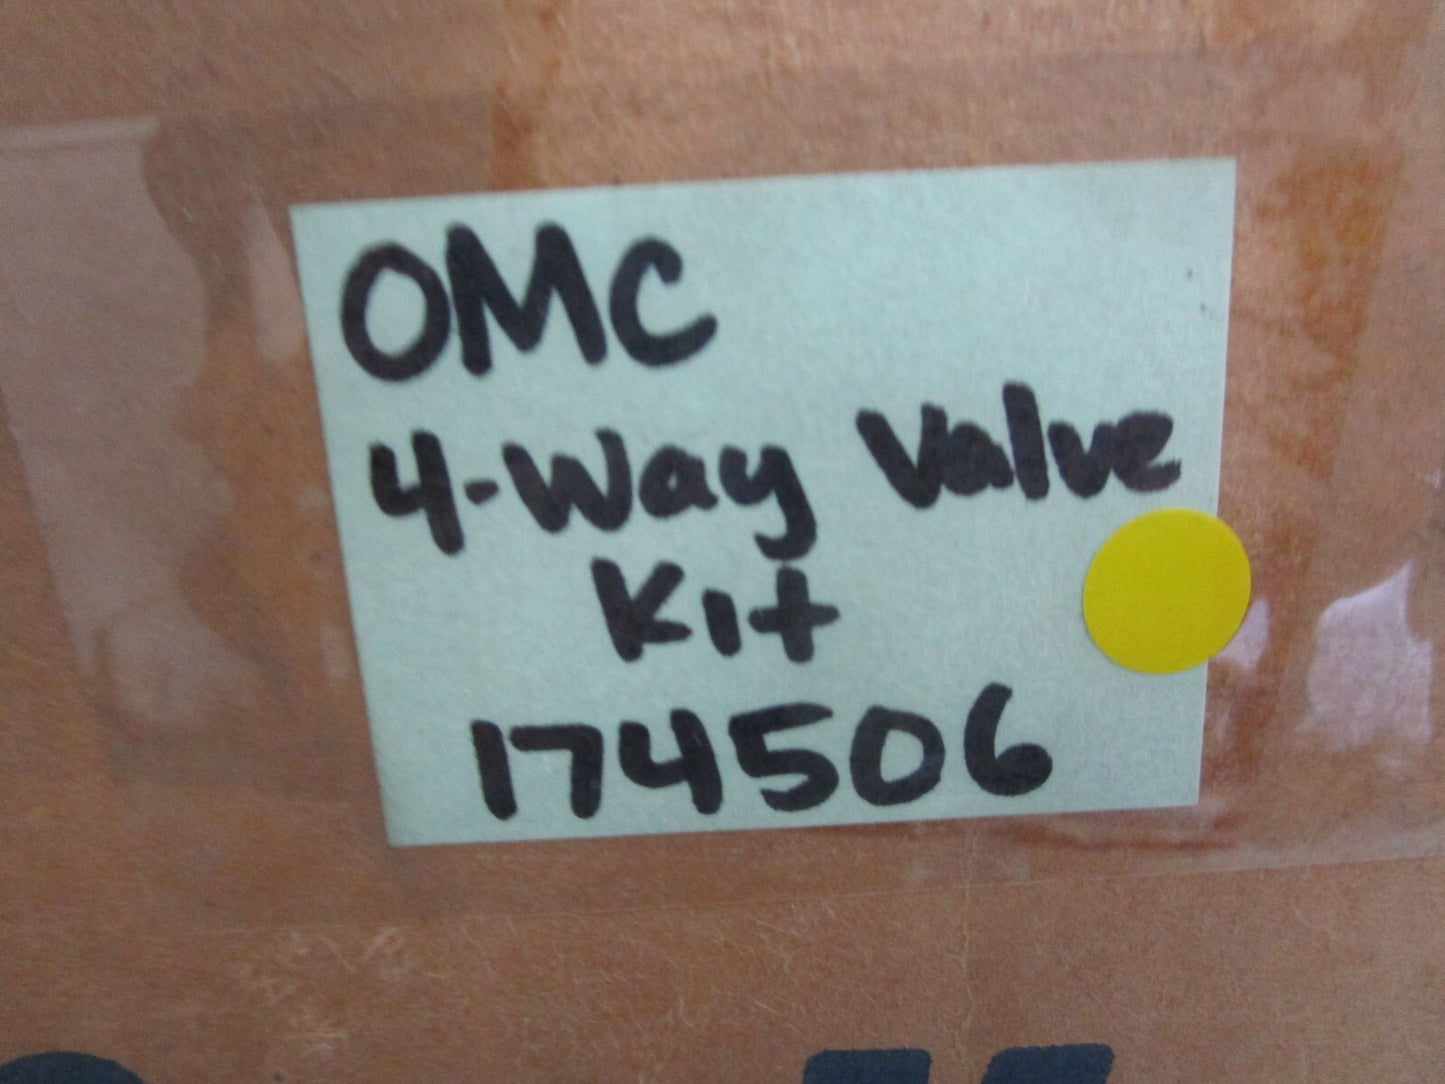 OMC
4-Way Valve
Kit
174506